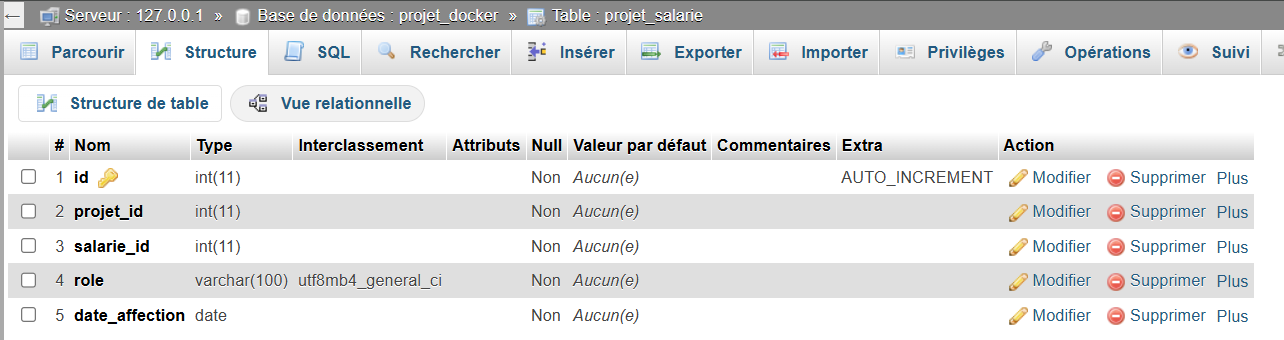 Serveur : 127.0.0.1 » Base de données : projet_docker » Table : projet_salarie
Parcourir Structure SQL Rechercher Insérer Exporter Importer Privilèges Opérations Suivi
Structure de table Vue relationnelle
# Nom Type Interclassement Attributs Null Valeur par défaut Commentaires Extra Action
1 id int(11) Non Aucun(e) AUTO_INCREMENT Modifier Supprimer Plus
2 projet_id int(11) Non Aucun(e) Modifier Supprimer Plus
3 salarie_id int(11) Non Aucun(e) Modifier Supprimer Plus
4 role varchar(100) utf8mb4_general_ci Non Aucun(e) Modifier Supprimer Plus
5 date_affection date Non Aucun(e) Modifier Supprimer Plus